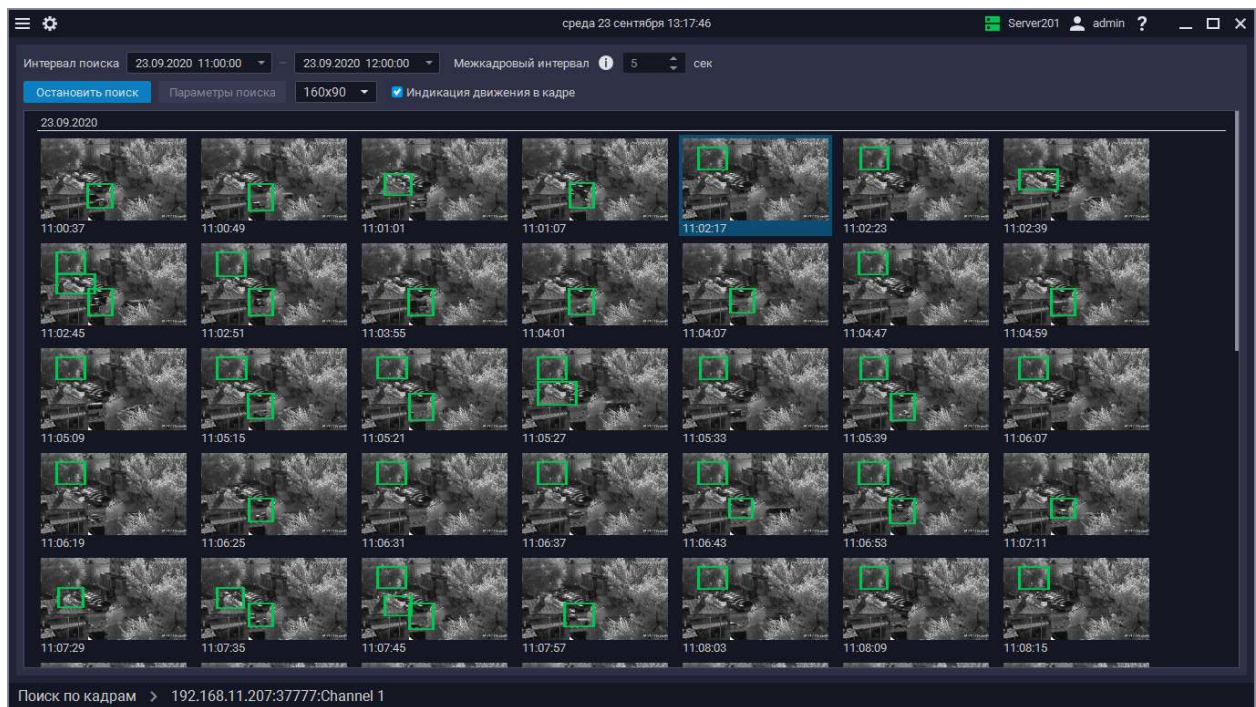 среда 23 сентября 13:17:46 Server201 admin ?
Интервал поиска 23.09.2020 11:00:00 – 23.09.2020 12:00:00 Межкадровый интервал i 5 сек
Остановить поиск Параметры поиска 160x90 Индикация движения в кадре
23.09.2020
11:00:37 11:00:49 11:01:01 11:01:07 11:02:17 11:02:23 11:02:39
11:02:45 11:02:51 11:03:55 11:04:01 11:04:07 11:04:47 11:04:59
11:05:09 11:05:15 11:05:21 11:05:27 11:05:33 11:05:39 11:06:07
11:06:19 11:06:25 11:06:31 11:06:37 11:06:43 11:06:53 11:07:11
11:07:29 11:07:35 11:07:45 11:07:57 11:08:03 11:08:09 11:08:15
Поиск по кадрам > 192.168.11.207:37777:Channel 1